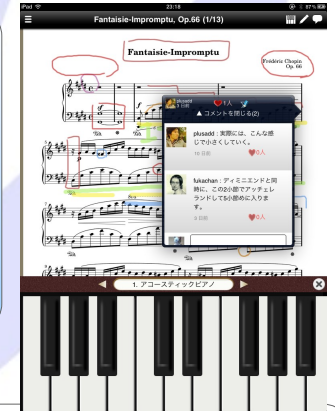 iPad 23:18 87%
Fantaisie-Impromptu, Op.66 (1/13)
Fantaisie-Impromptu
Frédéric Chopin
Op. 66
plusadd
1人
▲ コメントを閉じる(2)
plusadd : 実際には、こんな感
じで小さくしていく。
0人
fukachan : ディミニエンドと同
時に、この2小節でアッチェレ
ランドして5小節めに入りま
す。
0人
1. アコースティックピアノ